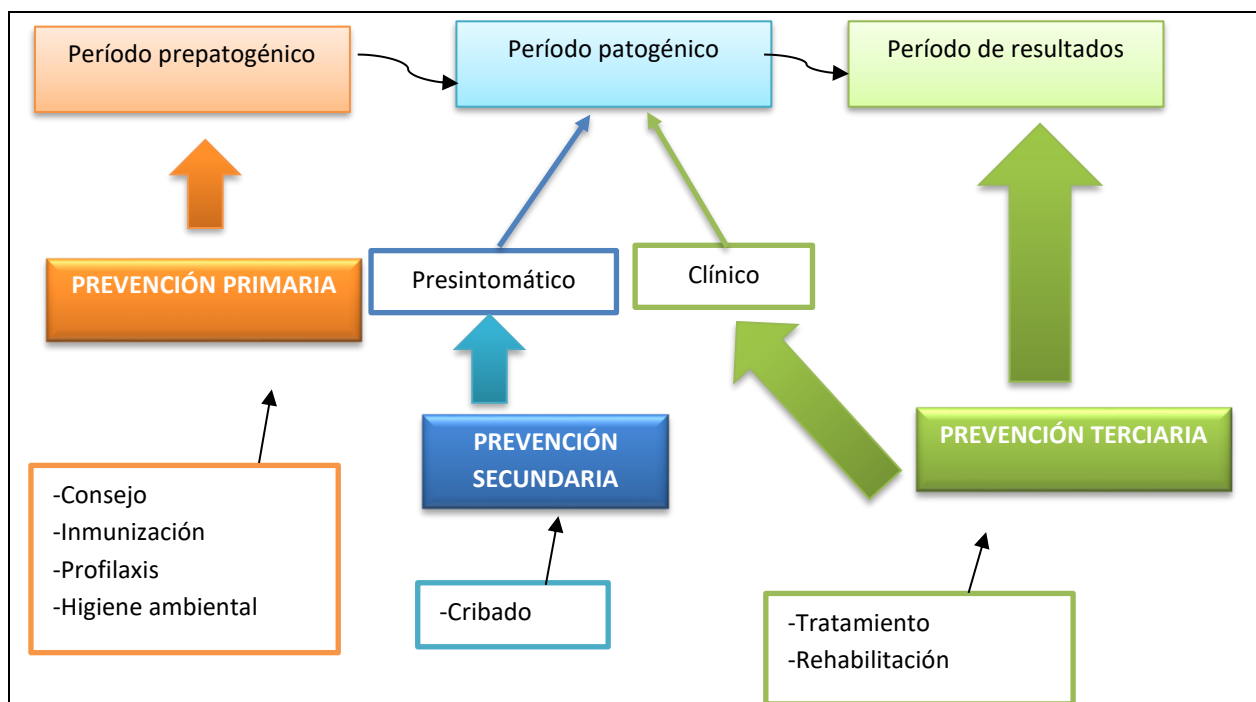 Período prepatogénico
Período patogénico
Período de resultados
Presintomático
Clínico
PREVENCIÓN PRIMARIA
PREVENCIÓN
SECUNDARIA
PREVENCIÓN TERCIARIA
-Consejo
-Inmunización
-Profilaxis
-Higiene ambiental
-Cribado
-Tratamiento
-Rehabilitación